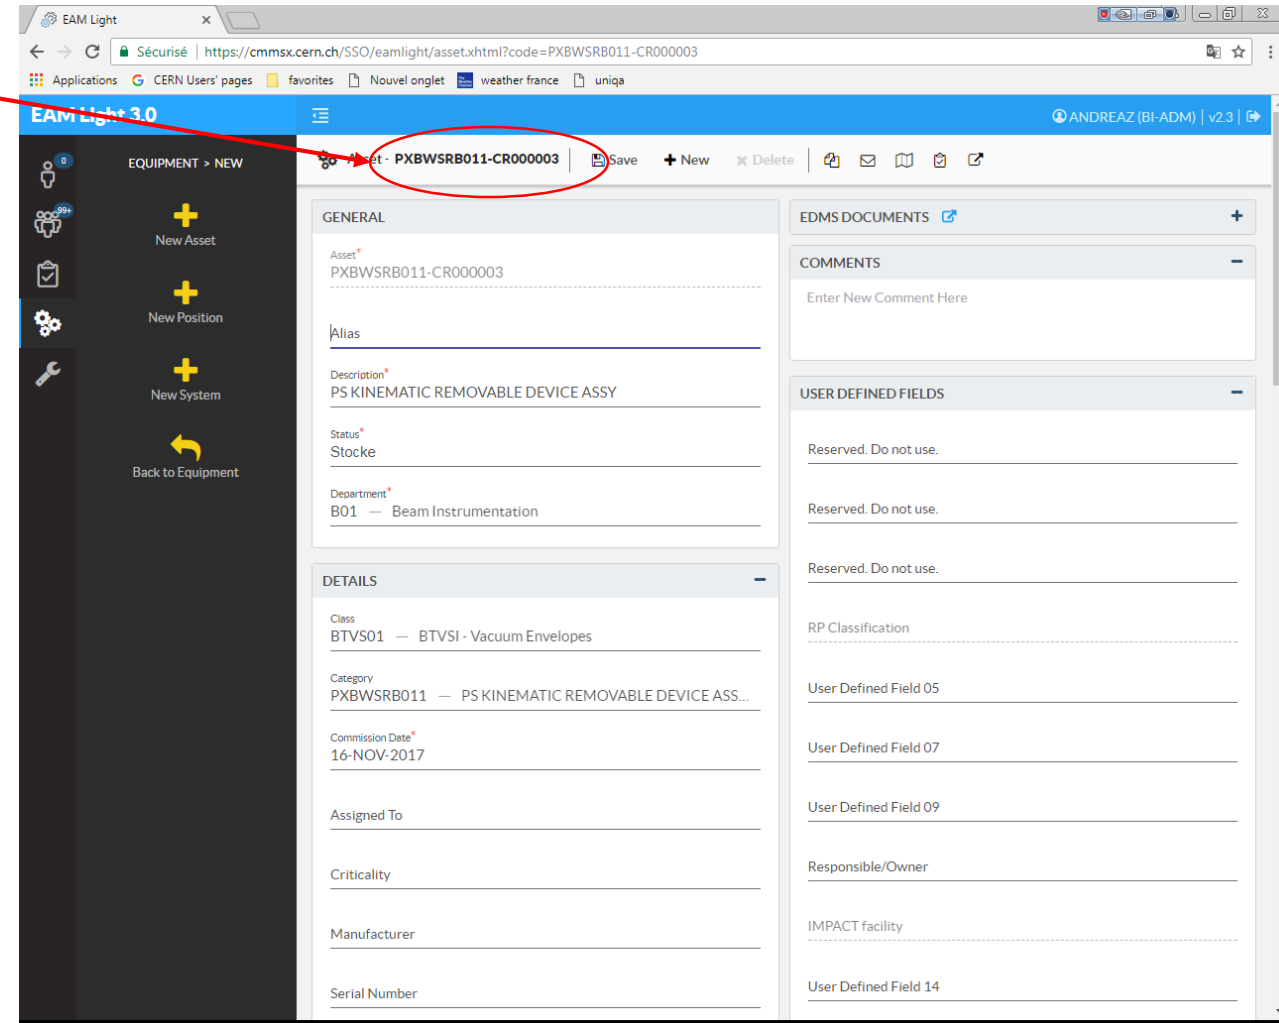 EAM Light
Sécurisé | https://cmmsx.cern.ch/SSO/eamlight/asset.xhtml?code=PXBWSRB011-CR000003
Applications CERN Users' pages favorites Nouvel onglet weather france uniqa
EAM Light 3.0
ANDREAZ (BI-ADM) | v2.3 |
0
EQUIPMENT > NEW
Asset - PXBWSRB011-CR000003 Save New Delete
99+
New Asset
New Position
New System
Back to Equipment
GENERAL
Asset*
PXBWSRB011-CR000003
Alias
Description*
PS KINEMATIC REMOVABLE DEVICE ASSY
Status*
Stocke
Department*
B01 — Beam Instrumentation
DETAILS
Class
BTVS01 — BTVSI - Vacuum Envelopes
Category
PXBWSRB011 — PS KINEMATIC REMOVABLE DEVICE ASS...
Commission Date*
16-NOV-2017
Assigned To
Criticality
Manufacturer
Serial Number
EDMS DOCUMENTS
COMMENTS
Enter New Comment Here
USER DEFINED FIELDS
Reserved. Do not use.
Reserved. Do not use.
Reserved. Do not use.
RP Classification
User Defined Field 05
User Defined Field 07
User Defined Field 09
Responsible/Owner
IMPACT facility
User Defined Field 14